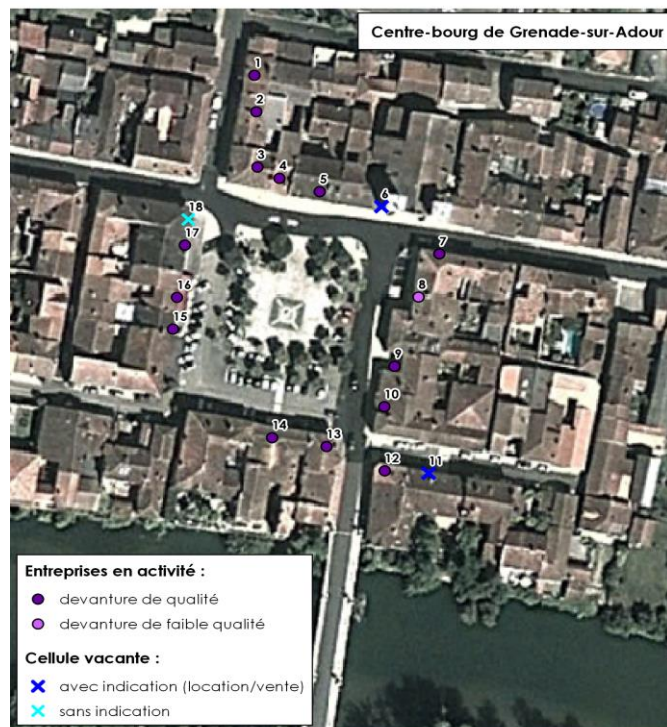 Centre-bourg de Grenade-sur-Adour
1
2
3
4
5
6
18
17
7
8
16
15
9
10
14
13
12
11
Entreprises en activité :
devanture de qualité
devanture de faible qualité
Cellule vacante :
avec indication (location/vente)
sans indication